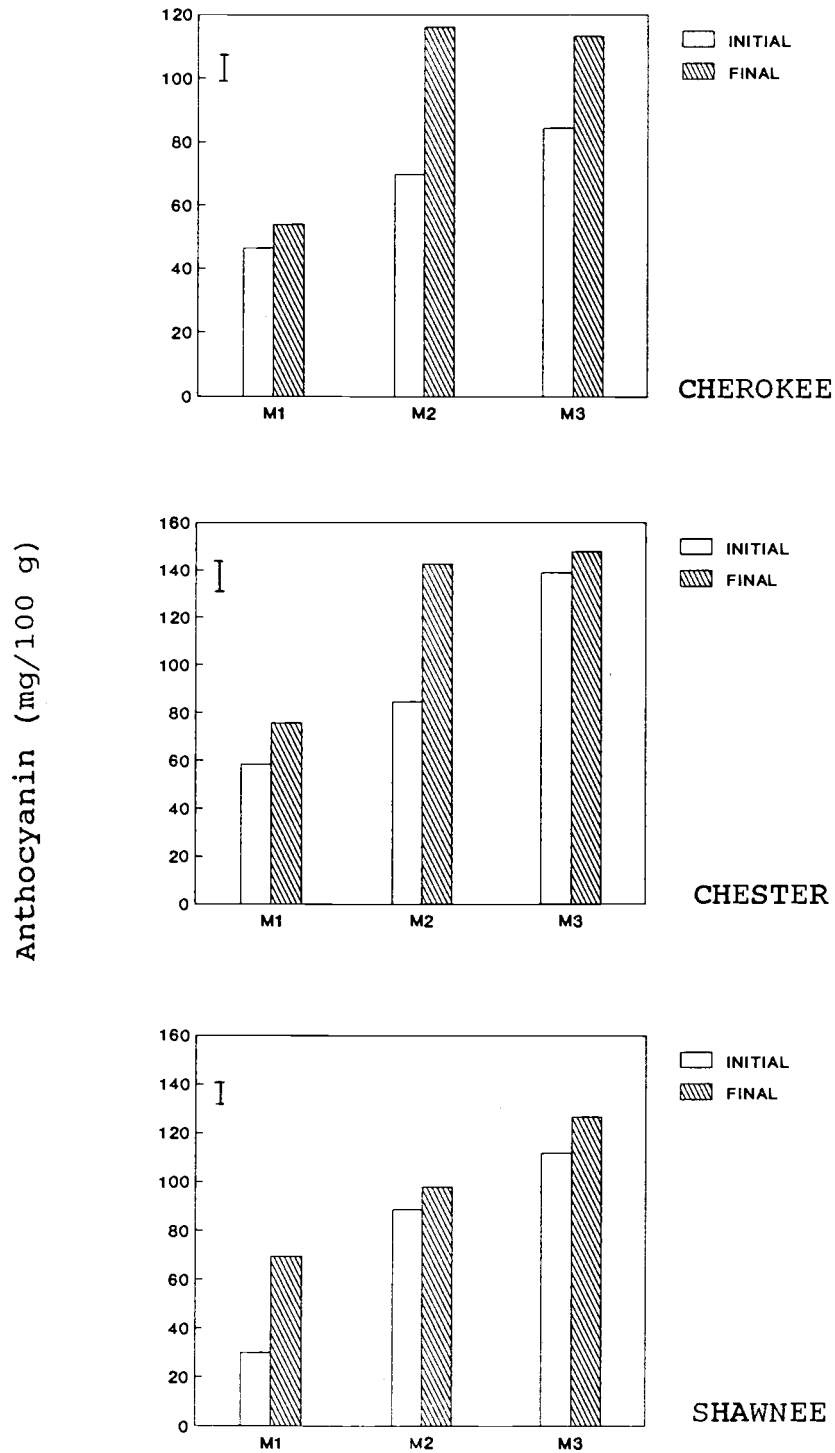 Anthocyanin (mg/100 g)
120
100
80
60
40
20
0
M1 M2 M3
INITIAL
FINAL
CHEROKEE
160
140
120
100
80
60
40
20
0
M1 M2 M3
INITIAL
FINAL
CHESTER
160
140
120
100
80
60
40
20
0
M1 M2 M3
INITIAL
FINAL
SHAWNEE